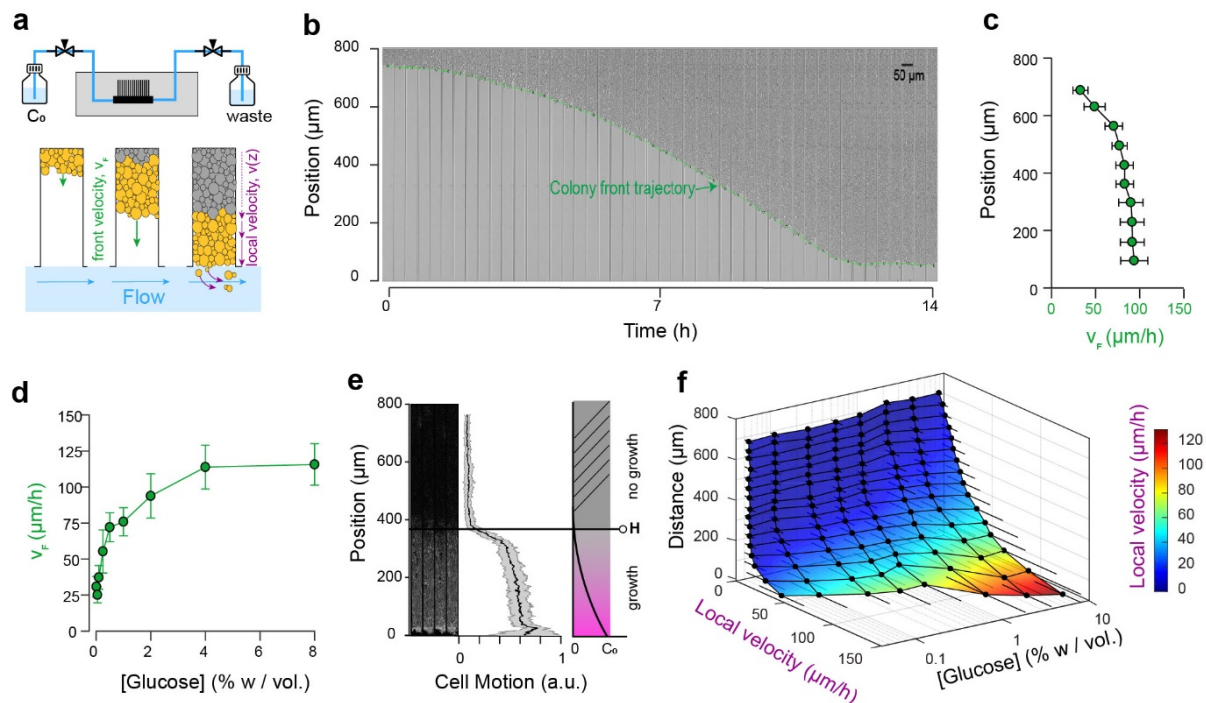 a
C₀
waste
front velocity, vF
local velocity, v(z)
Flow
b
Position (µm)
800
600
400
200
0
50 µm
Colony front trajectory
0
7
14
Time (h)
c
Position (µm)
800
600
400
200
0
0
50
100
150
vF (µm/h)
d
vF (µm/h)
150
125
100
75
50
25
0
0
2
4
6
8
[Glucose] (% w / vol.)
e
Position (µm)
800
600
400
200
0
0
1
Cell Motion (a.u.)
no growth
H
growth
0
C₀
f
Distance (µm)
800
600
400
200
0
0
50
100
150
Local velocity (µm/h)
0.1
1
10
[Glucose] (% w / vol.)
Local velocity (µm/h)
120
100
80
60
40
20
0